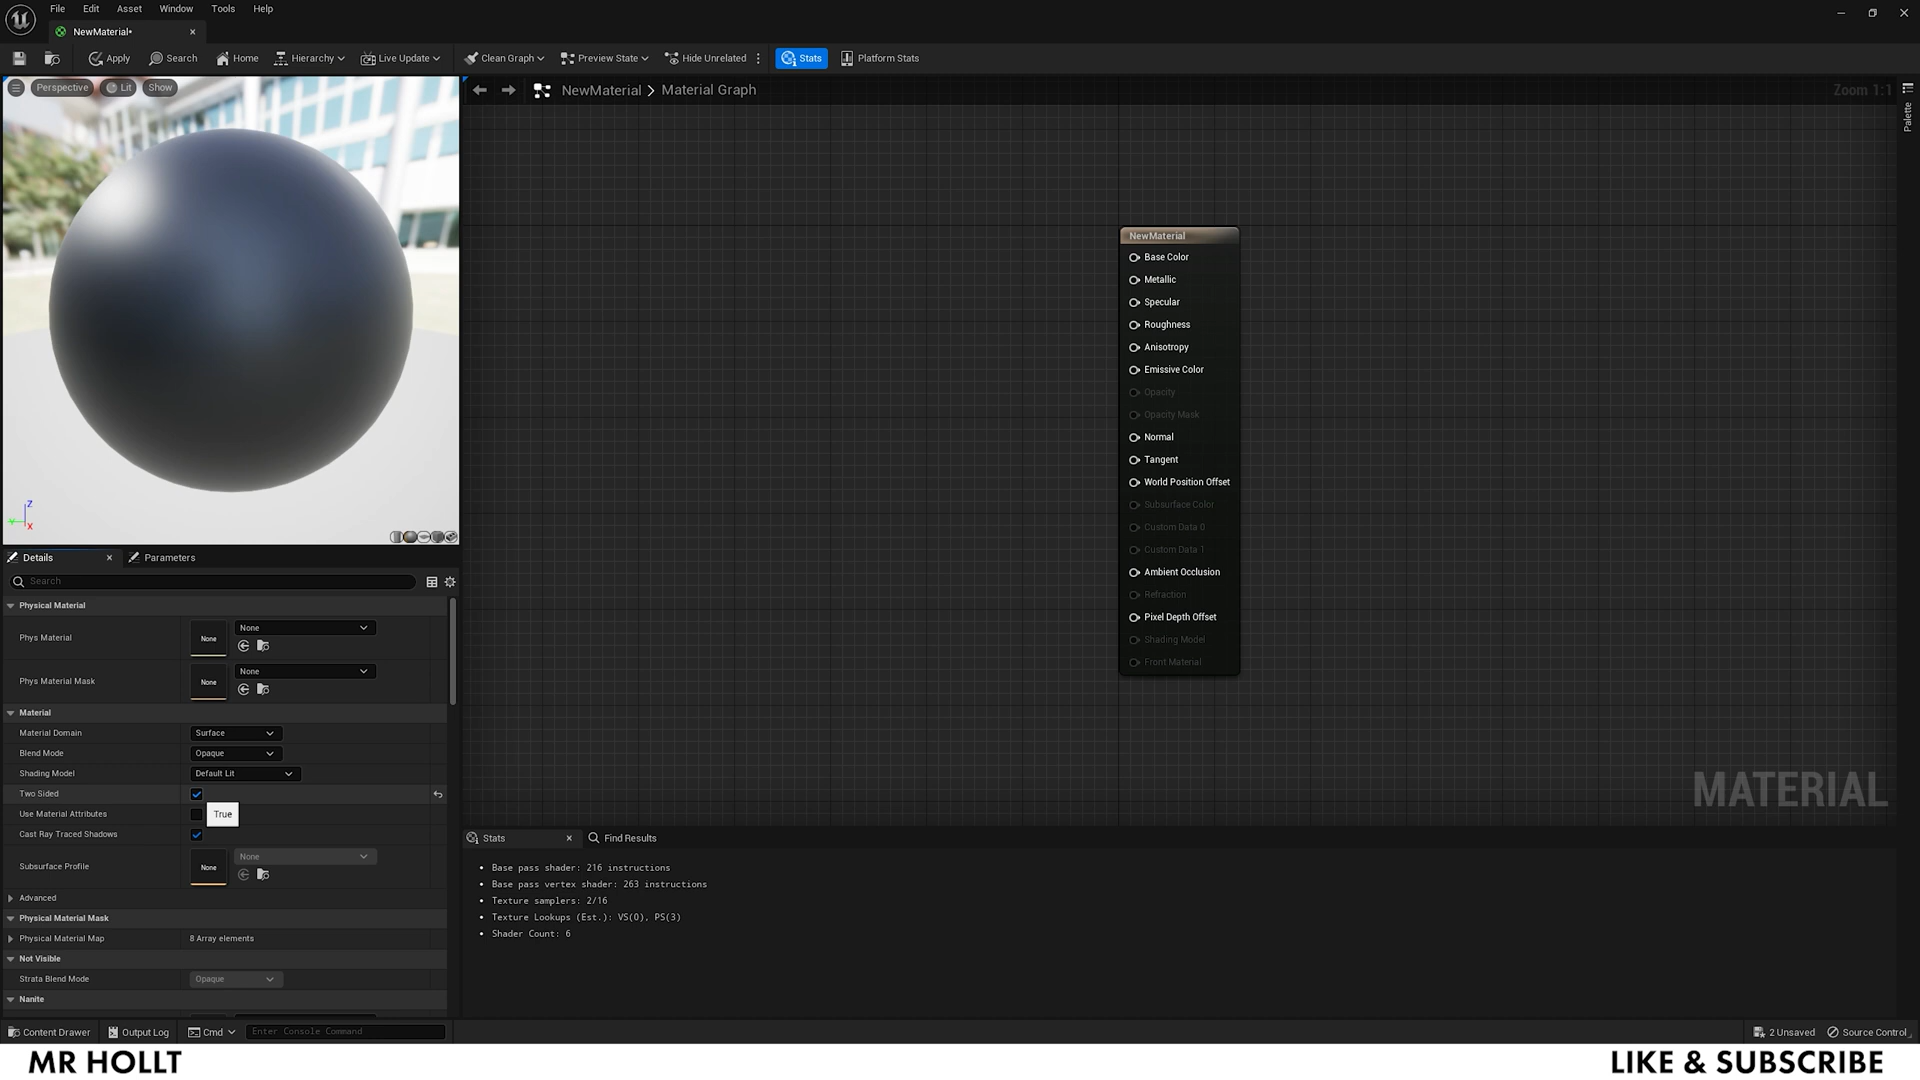 File Edit Asset Window Tools Help
NewMaterial•
Apply Search Home Hierarchy Live Update Clean Graph Preview State Hide Unrelated Stats Platform Stats
Perspective Lit Show
NewMaterial > Material Graph Zoom 1:1
Palette
NewMaterial
Base Color
Metallic
Specular
Roughness
Anisotropy
Emissive Color
Opacity
Opacity Mask
Normal
Tangent
World Position Offset
Subsurface Color
Custom Data 0
Custom Data 1
Ambient Occlusion
Refraction
Pixel Depth Offset
Shading Model
Front Material
MATERIAL
Z
Y
X
Details Parameters
Search
Physical Material
Phys Material None None
Phys Material Mask None None
Material
Material Domain Surface
Blend Mode Opaque
Shading Model Default Lit
Two Sided
Use Material Attributes True
Cast Ray Traced Shadows
Subsurface Profile None None
Advanced
Physical Material Mask
Physical Material Map 8 Array elements
Not Visible
Strata Blend Mode Opaque
Nanite
Stats Find Results
• Base pass shader: 216 instructions
• Base pass vertex shader: 263 instructions
• Texture samplers: 2/16
• Texture Lookups (Est.): VS(0), PS(3)
• Shader Count: 6
Content Drawer Output Log Cmd Enter Console Command 2 Unsaved Source Control
MR HOLLT LIKE & SUBSCRIBE